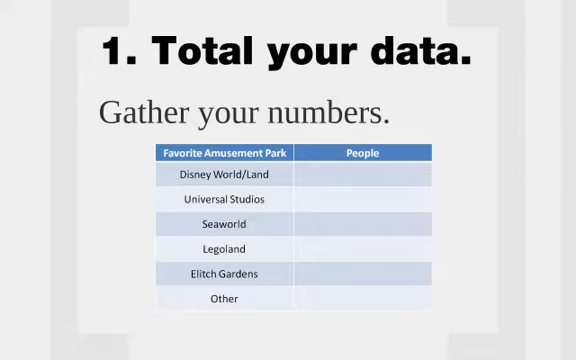 1. Total your data.
Gather your numbers.
Favorite Amusement Park People
Disney World/Land
Universal Studios
Seaworld
Legoland
Elitch Gardens
Other